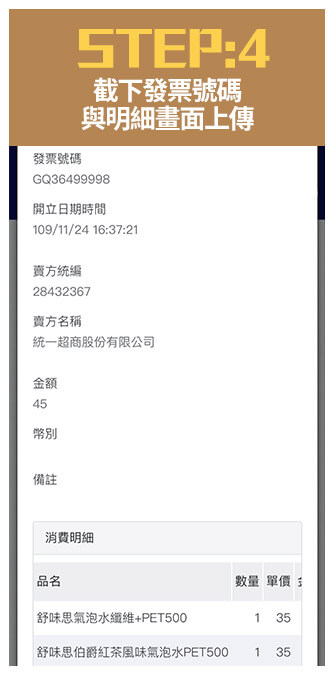 STEP:4
截下發票號碼
與明細畫面上傳
發票號碼
GQ36499998
開立日期時間
109/11/24 16:37:21
賣方統編
28432367
賣方名稱
統一超商股份有限公司
金額
45
幣別
備註
消費明細
品名 數量 單價
舒味思氣泡水纖維+PET500 1 35
舒味思伯爵紅茶風味氣泡水PET500 1 35